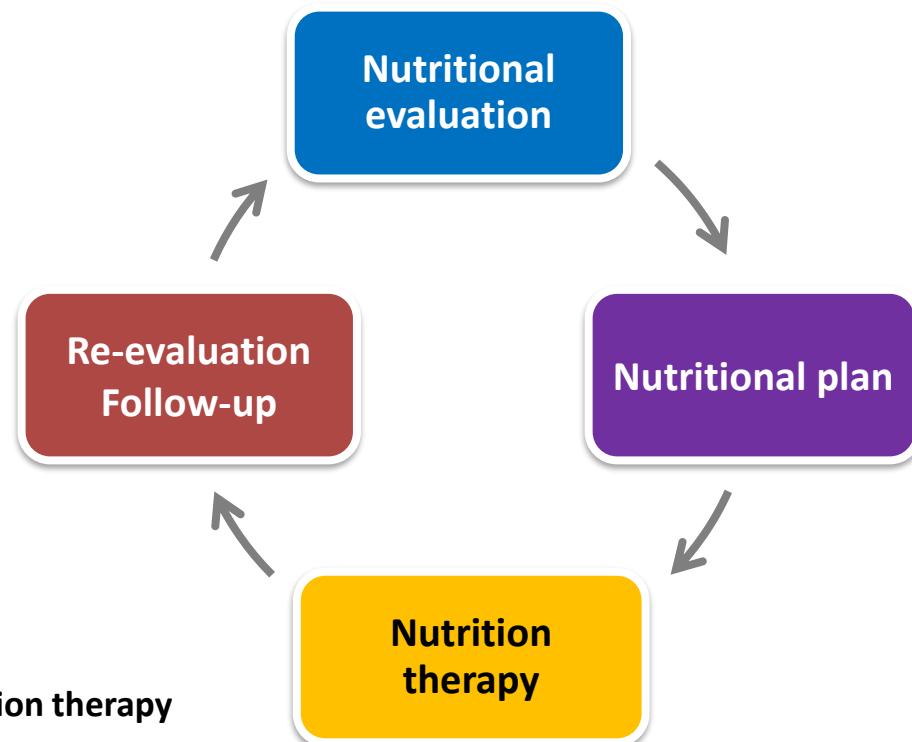 Nutritional
evaluation
Nutritional plan
Nutrition
therapy
Re-evaluation
Follow-up
ion therapy